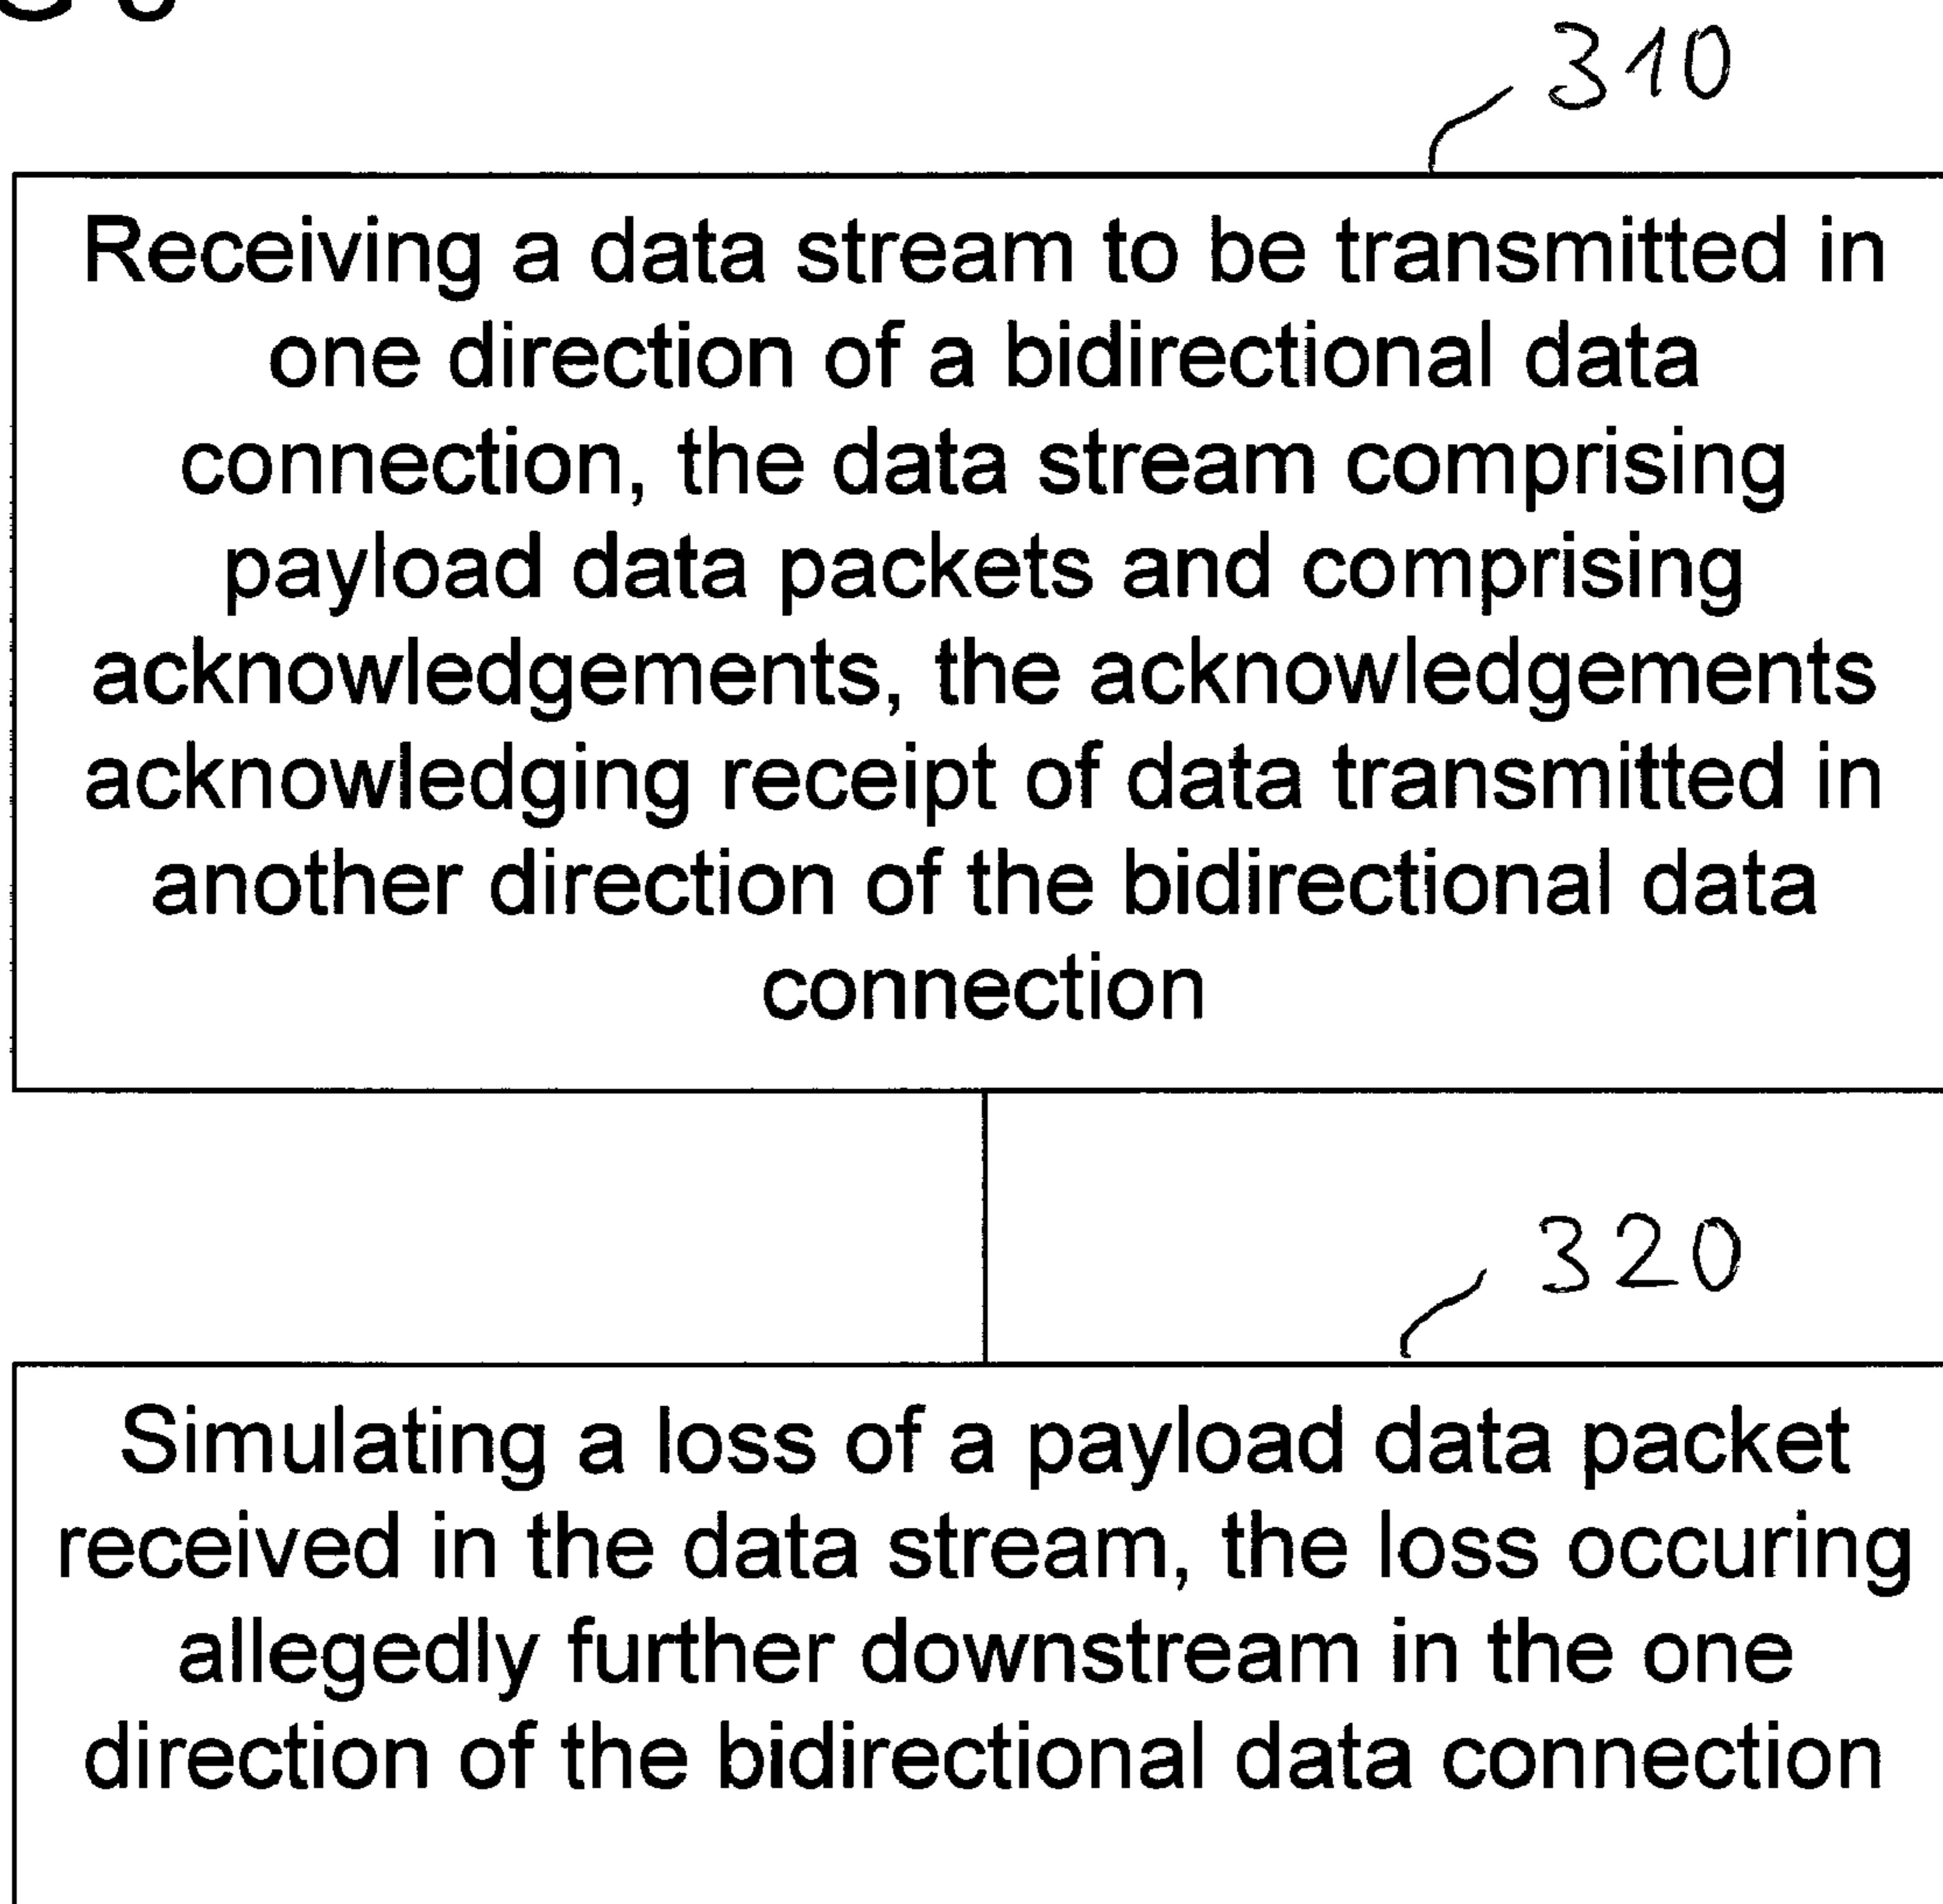 310
Receiving a data stream to be transmitted in
one direction of a bidirectional data
connection, the data stream comprising
payload data packets and comprising
acknowledgements, the acknowledgements
acknowledging receipt of data transmitted in
another direction of the bidirectional data
connection
320
Simulating a loss of a payload data packet
received in the data stream, the loss occuring
allegedly further downstream in the one
direction of the bidirectional data connection